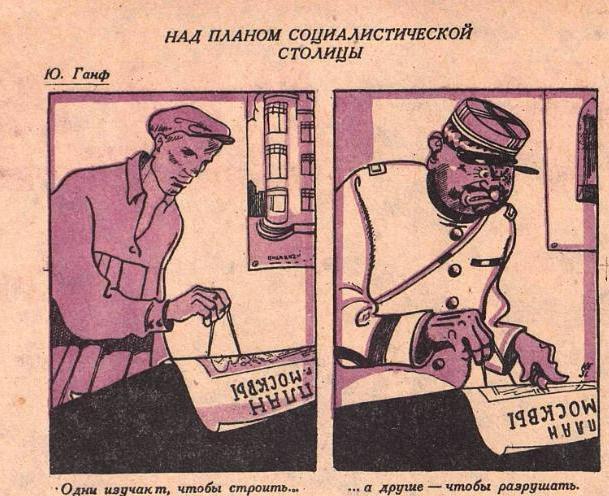 НАД ПЛАНОМ СОЦИАЛИСТИЧЕСКОЙ
СТОЛИЦЫ
Ю. Ганф
ПЛАН
г. МОСКВЫ
ПЛАН
МОСКВЫ
Одни изучают, чтобы строить...
...а другие — чтобы разрушать.